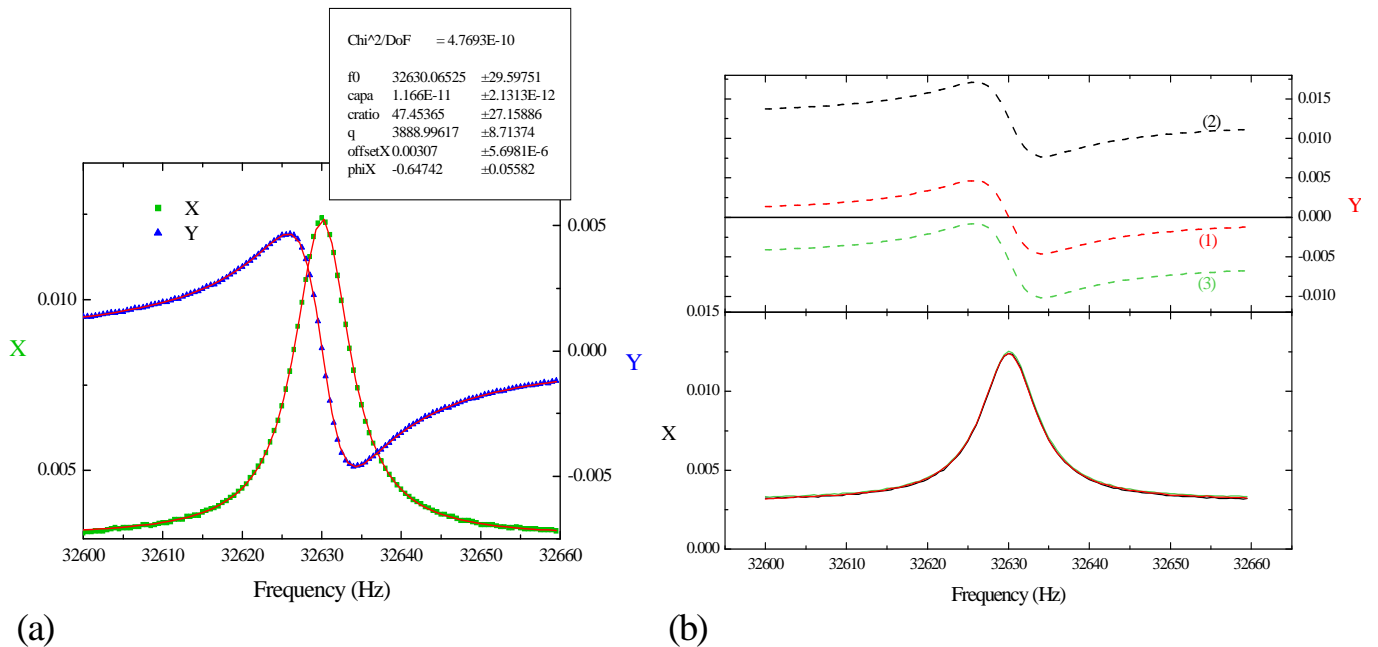 Chi^2/DoF = 4.7693E-10
f0 32630.06525 ±29.59751
capa 1.166E-11 ±2.1313E-12
cratio 47.45365 ±27.15886
q 3888.99617 ±8.71374
offsetX 0.00307 ±5.6981E-6
phiX -0.64742 ±0.05582
X
Y
0.010
0.005
X
0.005
0.000
-0.005
Y
32600 32610 32620 32630 32640 32650 32660
Frequency (Hz)
(a)
0.015
0.010
0.005
0.000
-0.005
-0.010
Y
(2)
(1)
(3)
0.015
0.010
0.005
0.000
X
32600 32610 32620 32630 32640 32650 32660
Frequency (Hz)
(b)